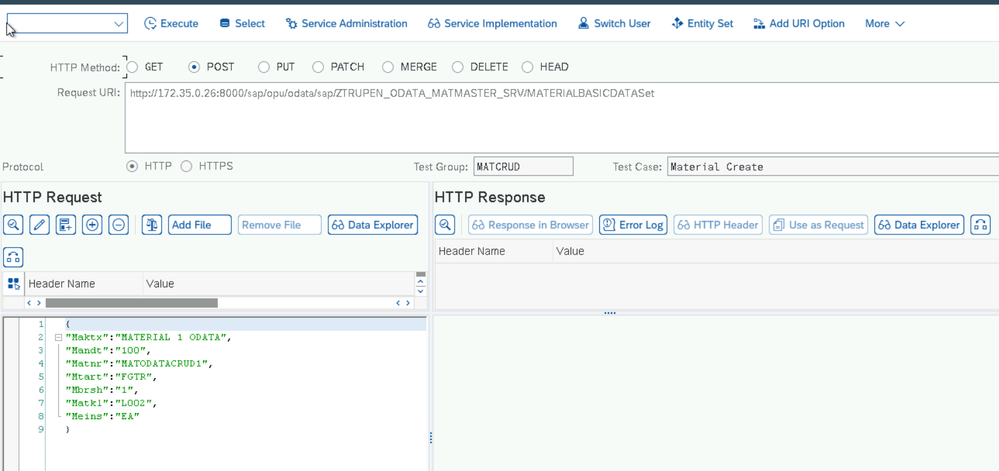 Execute Select Service Administration Service Implementation Switch User Entity Set Add URI Option More
HTTP Method: GET POST PUT PATCH MERGE DELETE HEAD
Request URI: http://172.35.0.26:8000/sap/opu/odata/sap/ZTRUPEN_ODATA_MATMASTER_SRV/MATERIALBASICDATASet
Protocol HTTP HTTPS Test Group: MATCRUD Test Case: Material Create
HTTP Request
Add File Remove File Data Explorer
Header Name Value
1 {
2 "Maktx":"MATERIAL 1 ODATA",
3 "Mandt":"100",
4 "Matnr":"MATODATACRUD1",
5 "Mtart":"FGTR",
6 "Mbrsh":"1",
7 "Matkl":"L002",
8 "Meins":"EA"
9 }
HTTP Response
Response in Browser Error Log HTTP Header Use as Request Data Explorer
Header Name Value